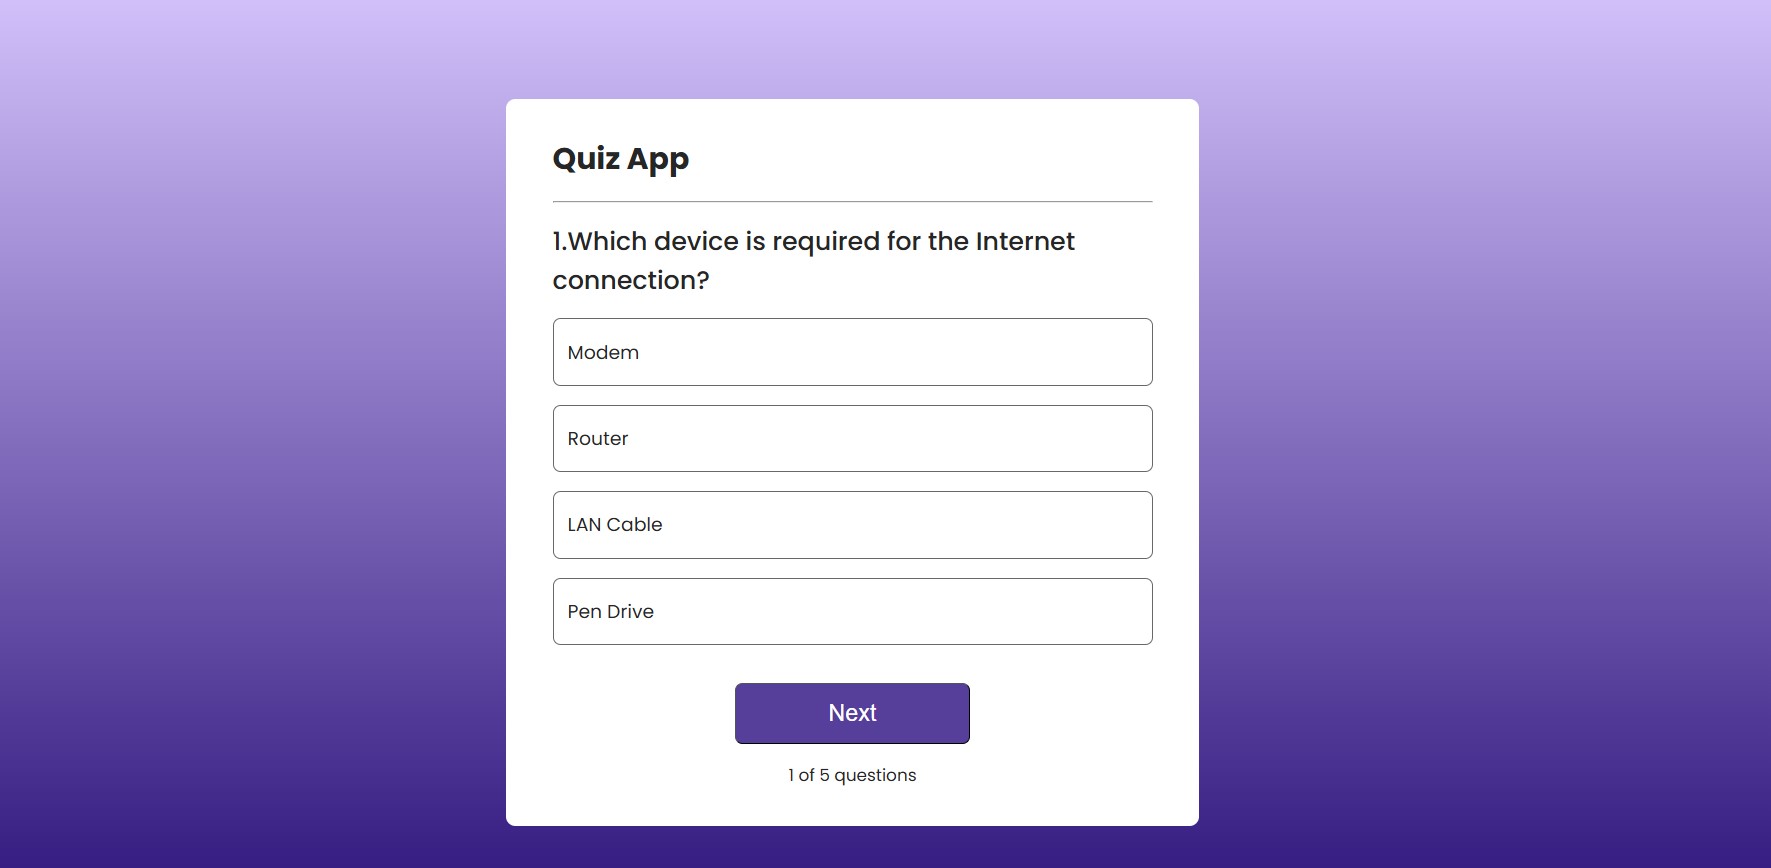 Quiz App
1.Which device is required for the Internet
connection?
Modem
Router
LAN Cable
Pen Drive
Next
1 of 5 questions